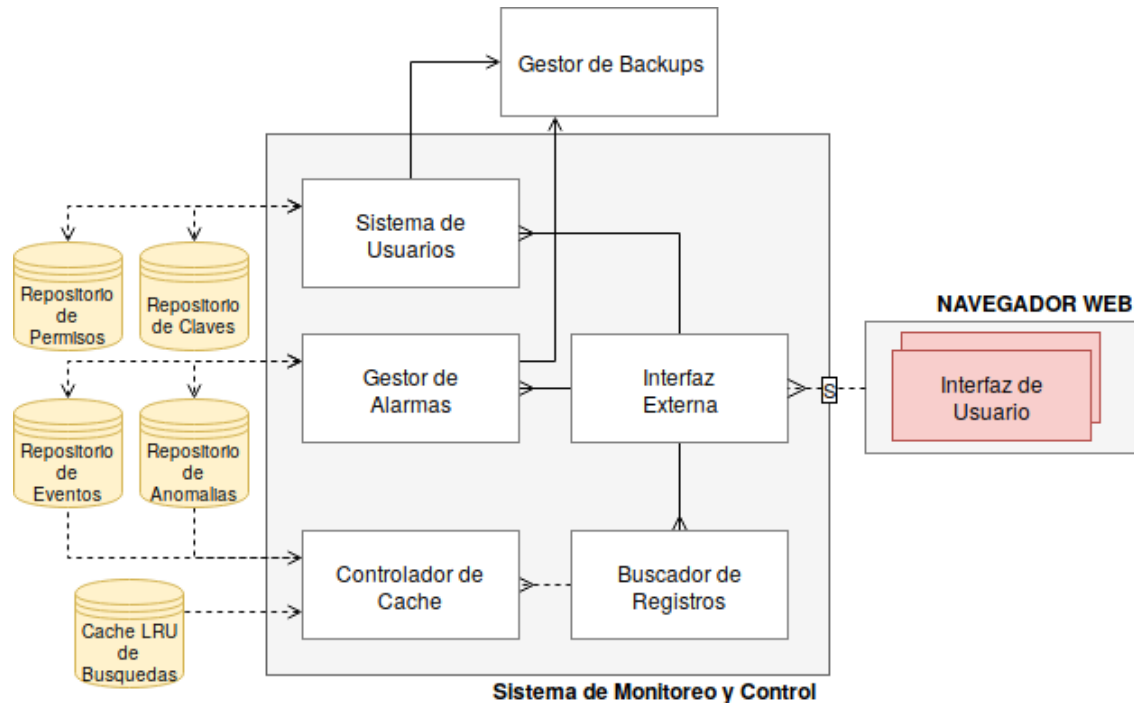 Gestor de Backups
Sistema de
Usuarios
Repositorio
de
Permisos
Repositorio
de Claves
NAVEGADOR WEB
Gestor de
Alarmas
Interfaz
Externa
S
Interfaz de
Usuario
Repositorio
de
Eventos
Repositorio
de
Anomalias
Controlador de
Cache
Buscador de
Registros
Cache LRU
de
Busquedas
Sistema de Monitoreo y Control